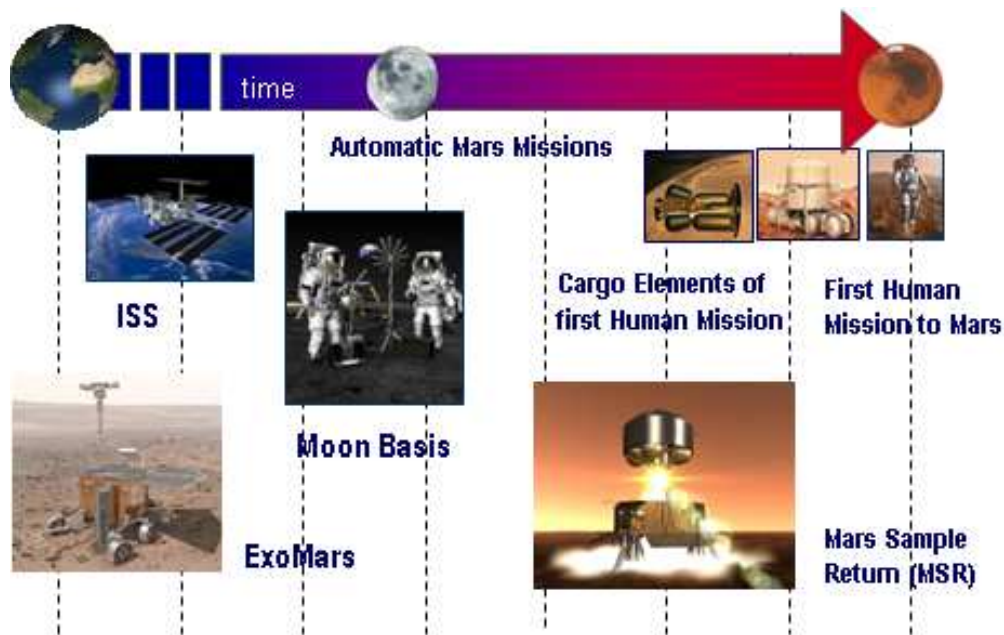 time
Automatic Mars Missions
ISS
Cargo Elements of
first Human Mission
First Human
Mission to Mars
Moon Basis
ExoMars
Mars Sample
Return (MSR)